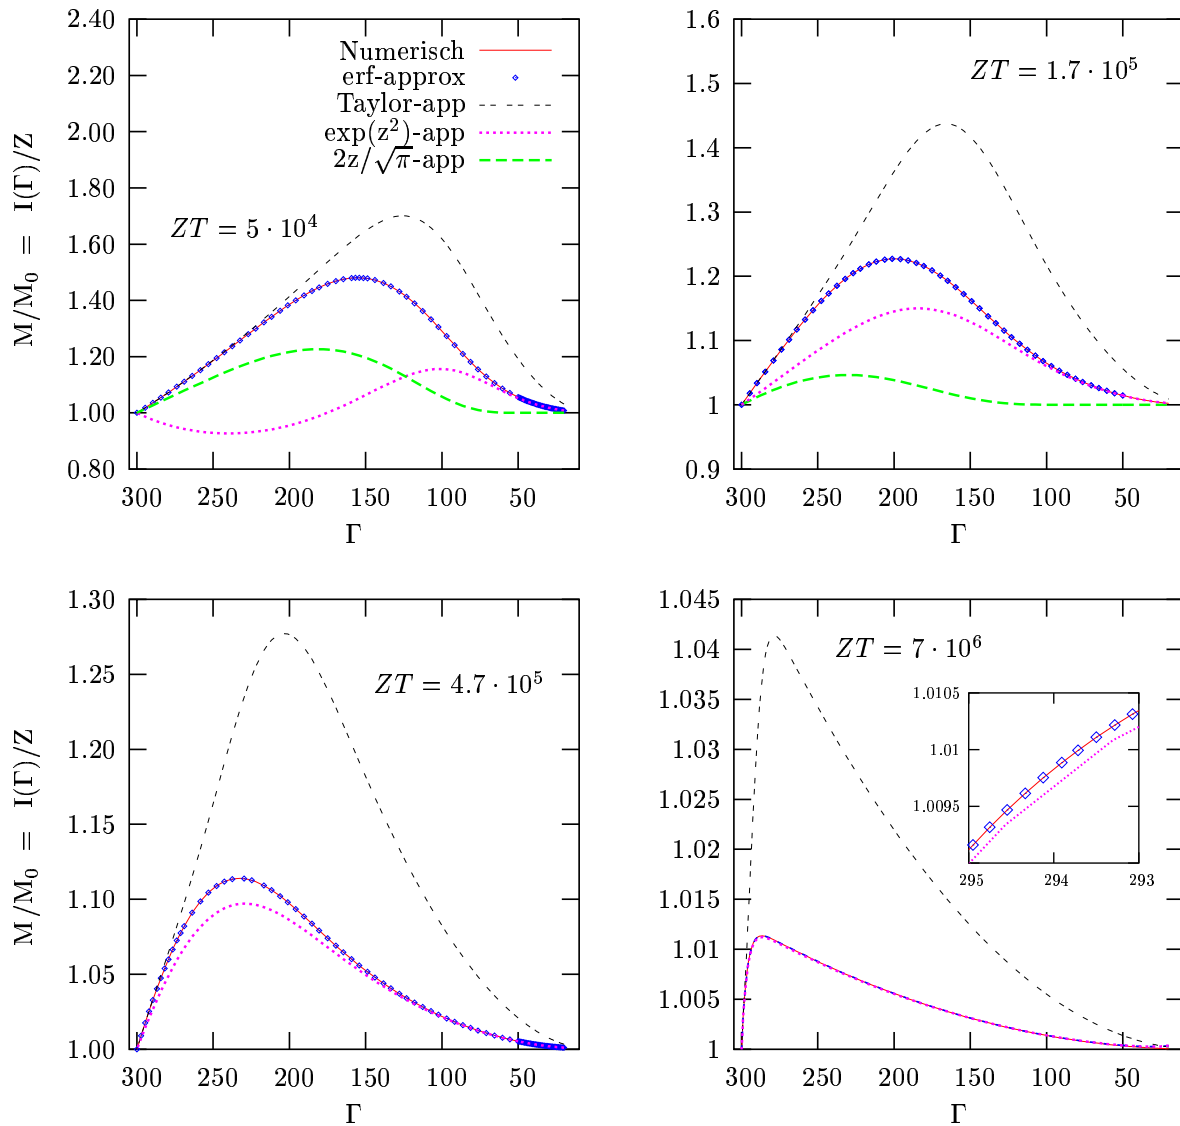 2.40
2.20
2.00
1.80
1.60
1.40
1.20
1.00
0.80
M/M₀ = I(Γ)/Z
Numerisch
erf-approx
Taylor-app
exp(z²)-app
2z/√π-app
ZT = 5 · 10⁴
300 250 200 150 100 50
Γ
1.6
1.5
1.4
1.3
1.2
1.1
1
0.9
ZT = 1.7 · 10⁵
300 250 200 150 100 50
Γ
1.30
1.25
1.20
1.15
1.10
1.05
1.00
M/M₀ = I(Γ)/Z
ZT = 4.7 · 10⁵
300 250 200 150 100 50
Γ
1.045
1.04
1.035
1.03
1.025
1.02
1.015
1.01
1.005
1
ZT = 7 · 10⁶
1.0105
1.01
1.0095
295 294 293
300 250 200 150 100 50
Γ